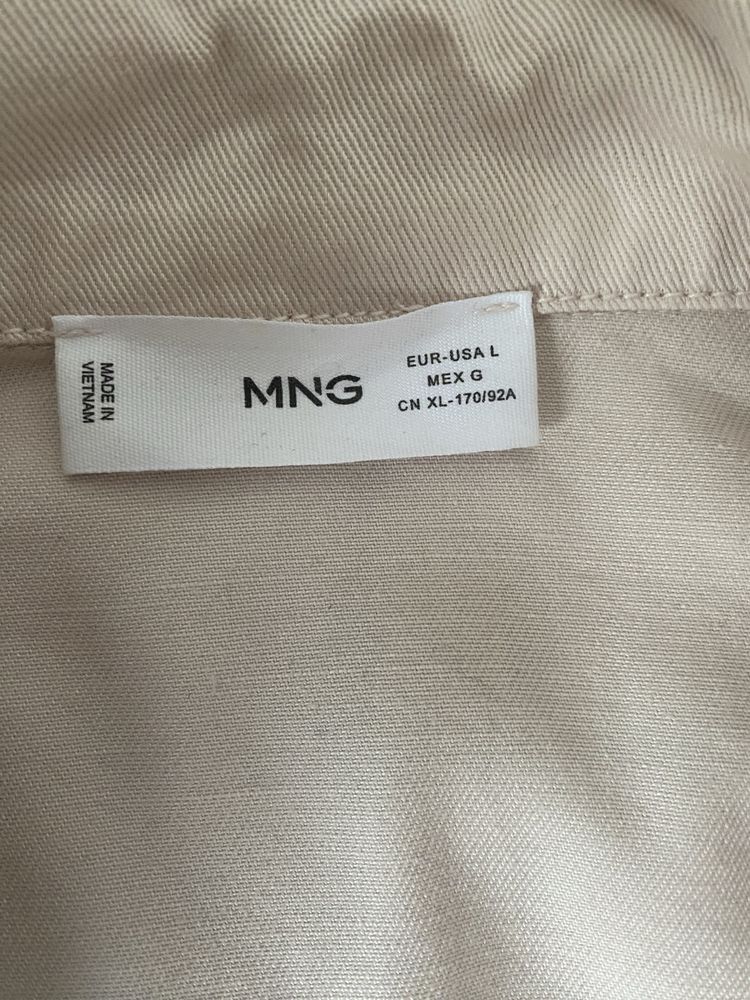 MADE IN
VIETNAM
MNG
EUR-USA L
MEX G
CN XL-170/92A